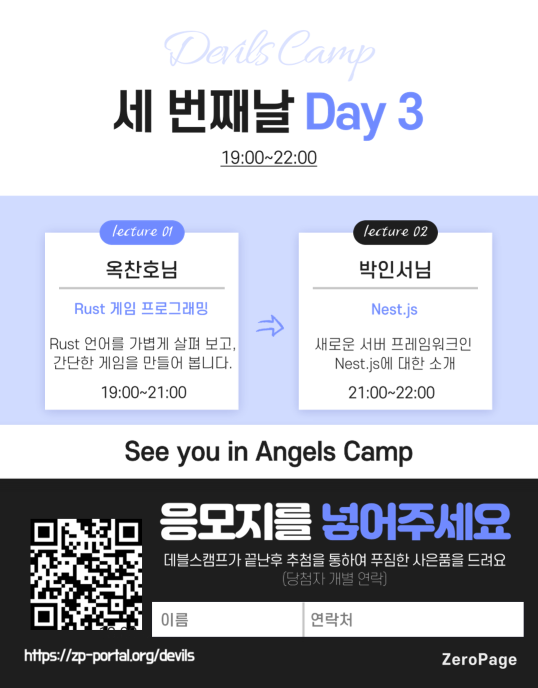 Devils Camp
세 번째날 Day 3
19:00~22:00
lecture 01
옥찬호님
Rust 게임 프로그래밍
Rust 언어를 가볍게 살펴 보고,
간단한 게임을 만들어 봅니다.
19:00~21:00
lecture 02
박인서님
Nest.js
새로운 서버 프레임워크인
Nest.js에 대한 소개
21:00~22:00
See you in Angels Camp
응모지를 넣어주세요
데블스캠프가 끝난후 추첨을 통하여 푸짐한 사은품을 드려요
(당첨자 개별 연락)
이름
연락처
https://zp-portal.org/devils
ZeroPage